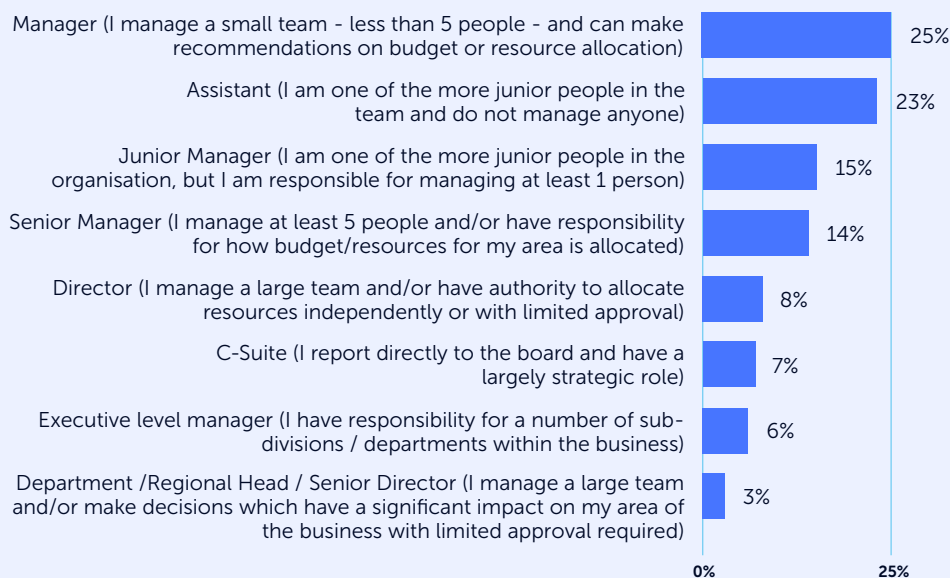 Manager (I manage a small team - less than 5 people - and can make
recommendations on budget or resource allocation)
25%
Assistant (I am one of the more junior people in the
team and do not manage anyone)
23%
Junior Manager (I am one of the more junior people in the
organisation, but I am responsible for managing at least 1 person)
15%
Senior Manager (I manage at least 5 people and/or have responsibility
for how budget/resources for my area is allocated)
14%
Director (I manage a large team and/or have authority to allocate
resources independently or with limited approval)
8%
C-Suite (I report directly to the board and have a
largely strategic role)
7%
Executive level manager (I have responsibility for a number of sub-
divisions / departments within the business)
6%
Department /Regional Head / Senior Director (I manage a large team
and/or make decisions which have a significant impact on my area of
the business with limited approval required)
3%
0%
25%